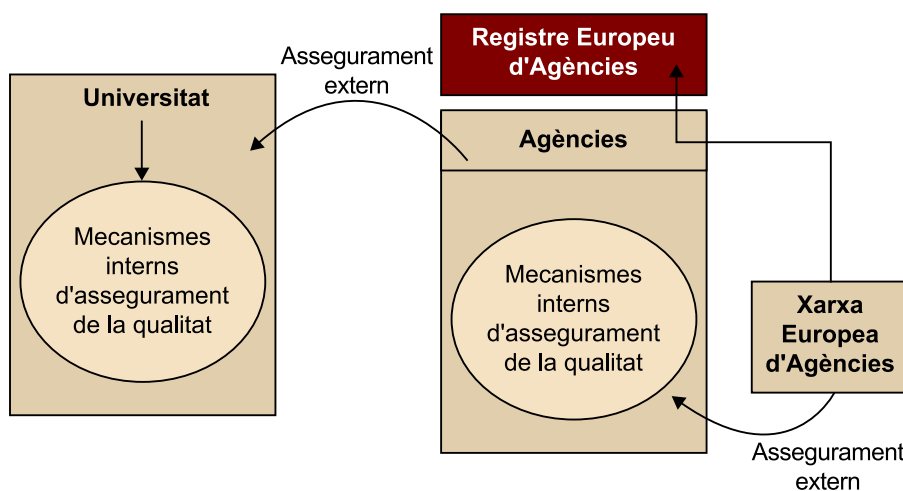 Registre Europeu
d'Agències
Assegurament
extern
Universitat
Agències
Mecanismes
interns
d'assegurament
de la qualitat
Mecanismes
interns
d'assegurament
de la qualitat
Xarxa
Europea
d'Agències
Assegurament
extern